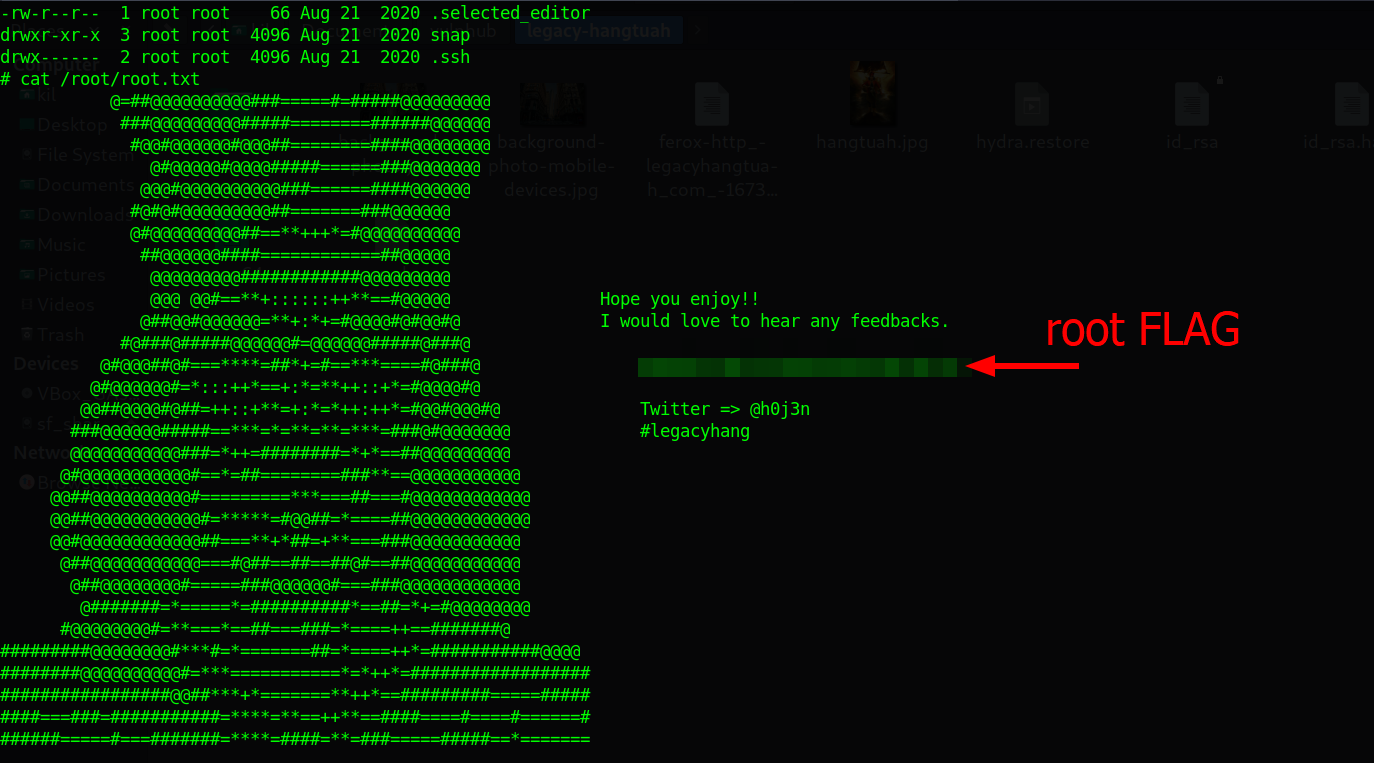 -rw-r--r--  1 root root    66 Aug 21  2020 .selected_editor
drwxr-xr-x  3 root root  4096 Aug 21  2020 snap
drwx------  2 root root  4096 Aug 21  2020 .ssh
# cat /root/root.txt
@=##@@@@@@@@@@###=====#=#####@@@@@@@@@
###@@@@@@@@@#####========######@@@@@@
#@@#@@@@@@#@@@##========####@@@@@@@@
@#@@@@@#@@@@#####======###@@@@@@@
@@@#@@@@@@@@@@###======####@@@@@@
#@#@#@@@@@@@@@##=======###@@@@@@
@#@@@@@@@@@##==**+++*=#@@@@@@@@@@
##@@@@@@####============##@@@@@
@@@@@@@@@############@@@@@@@@@
@@@ @@#==**+::::::++**==#@@@@@
Hope you enjoy!!
@##@@#@@@@@@=**+:*+=#@@@@#@#@@#@
I would love to hear any feedbacks.
root FLAG
#@###@#####@@@@@@#=@@@@@@#####@###@
@#@@@##@#===****=##*+=#==***====#@###@
@#@@@@@@#=*:::++*==+:*=**++::+*=#@@@@#@
@@##@@@@#@##=++::+**=+:*=*++:++*=#@@#@@@#@
Twitter => @h0j3n
###@@@@@@#####==***=*=**=**=***=###@#@@@@@@@
#legacyhang
@@@@@@@@@@@###=*++=########=*+*==##@@@@@@@@@
@#@@@@@@@@@@@#==*=##========###**==@@@@@@@@@@@
@@##@@@@@@@@@@#=========***===##===#@@@@@@@@@@@@
@@##@@@@@@@@@@@#=*****=#@@##=*====##@@@@@@@@@@@@
@@#@@@@@@@@@@@@##===**+*##=+**===###@@@@@@@@@@@
@##@@@@@@@@@@@===#@##==##==##@#==##@@@@@@@@@@@
@##@@@@@@@@#=====###@@@@@@#===###@@@@@@@@@@@@
@#######=*=====*=##########*==##=*+=#@@@@@@@@
#@@@@@@@@#=**===*==##===###=*====++==#######@
#########@@@@@@@@#***#=*=======##=*====++*=###########@@@@
########@@@@@@@@@@#=***===========*=*++*=##################
#################@@##***+*=======**++*==#########=====#####
####===###=###########=****=**==++**==####====#====#======#
######=====#===#######=****=####=**=###=====#####==*=======
legacy-hangtuah
Computer
Desktop
File System
Documents
Downloads
Music
Pictures
Videos
Trash
Devices
background-
photo-mobile-
devices.jpg
ferox-http_-
legacyhangtua-
h_com_-1673...
hangtuah.jpg
hydra.restore
id_rsa